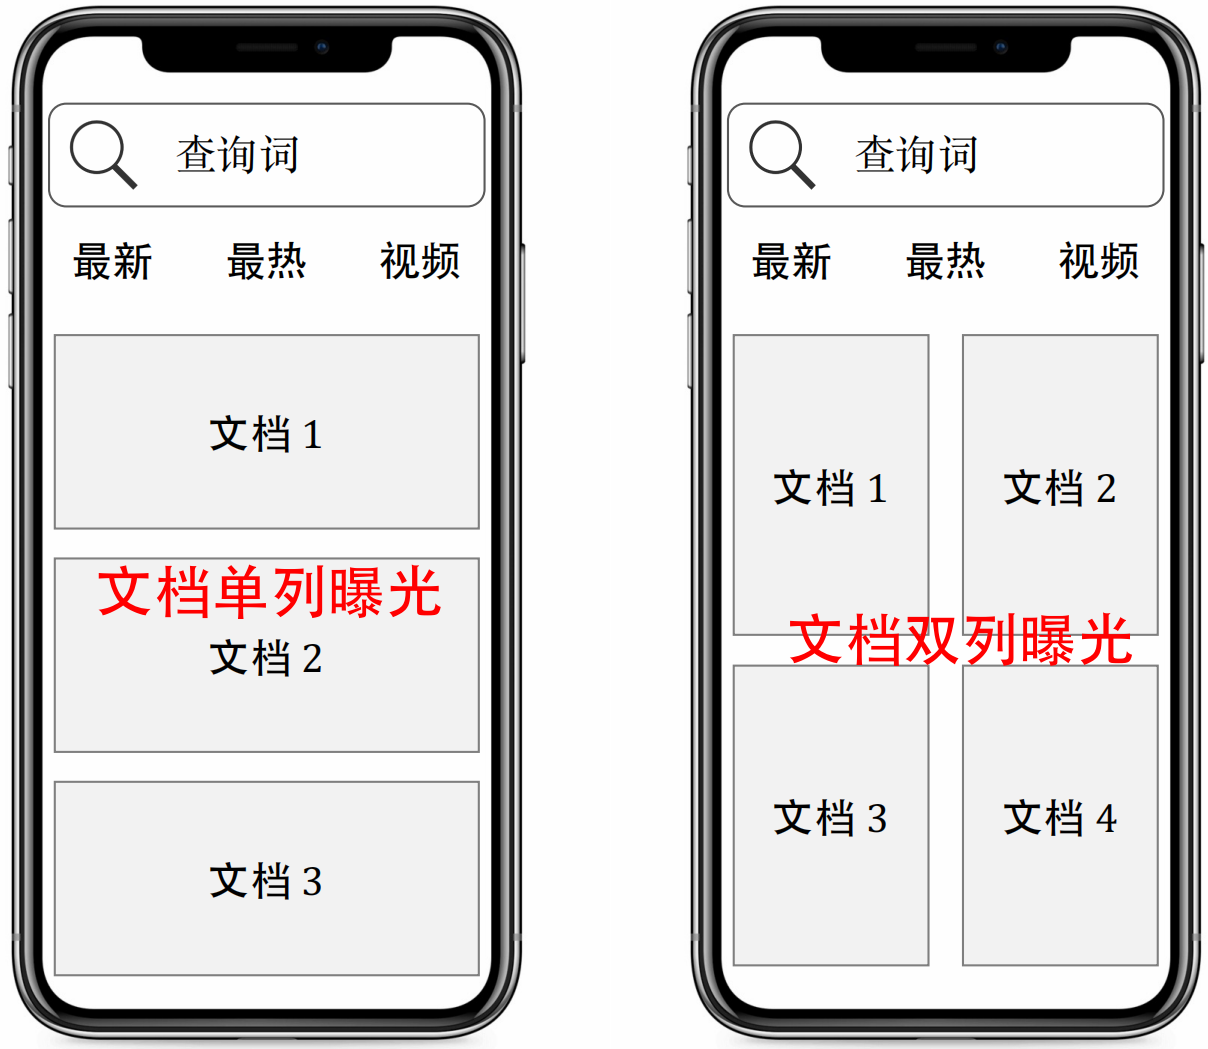 查询词
最新 最热 视频
文档 1
文档单列曝光
文档 2
文档 3
查询词
最新 最热 视频
文档 1 文档 2
文档双列曝光
文档 3 文档 4